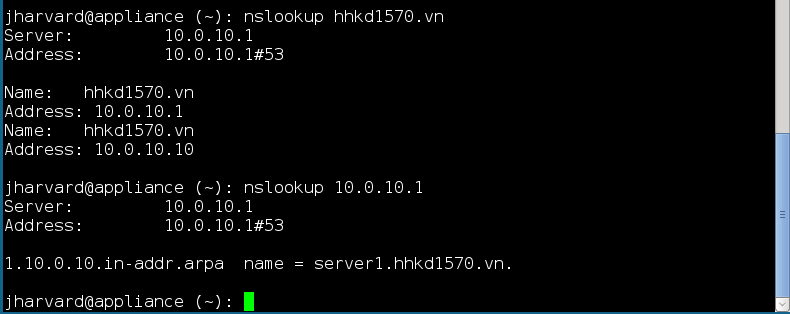 jharvard@appliance (~): nslookup hhkd1570.vn
Server:         10.0.10.1
Address:        10.0.10.1#53
Name:   hhkd1570.vn
Address: 10.0.10.1
Name:   hhkd1570.vn
Address: 10.0.10.10
jharvard@appliance (~): nslookup 10.0.10.1
Server:         10.0.10.1
Address:        10.0.10.1#53
1.10.0.10.in-addr.arpa  name = server1.hhkd1570.vn.
jharvard@appliance (~):